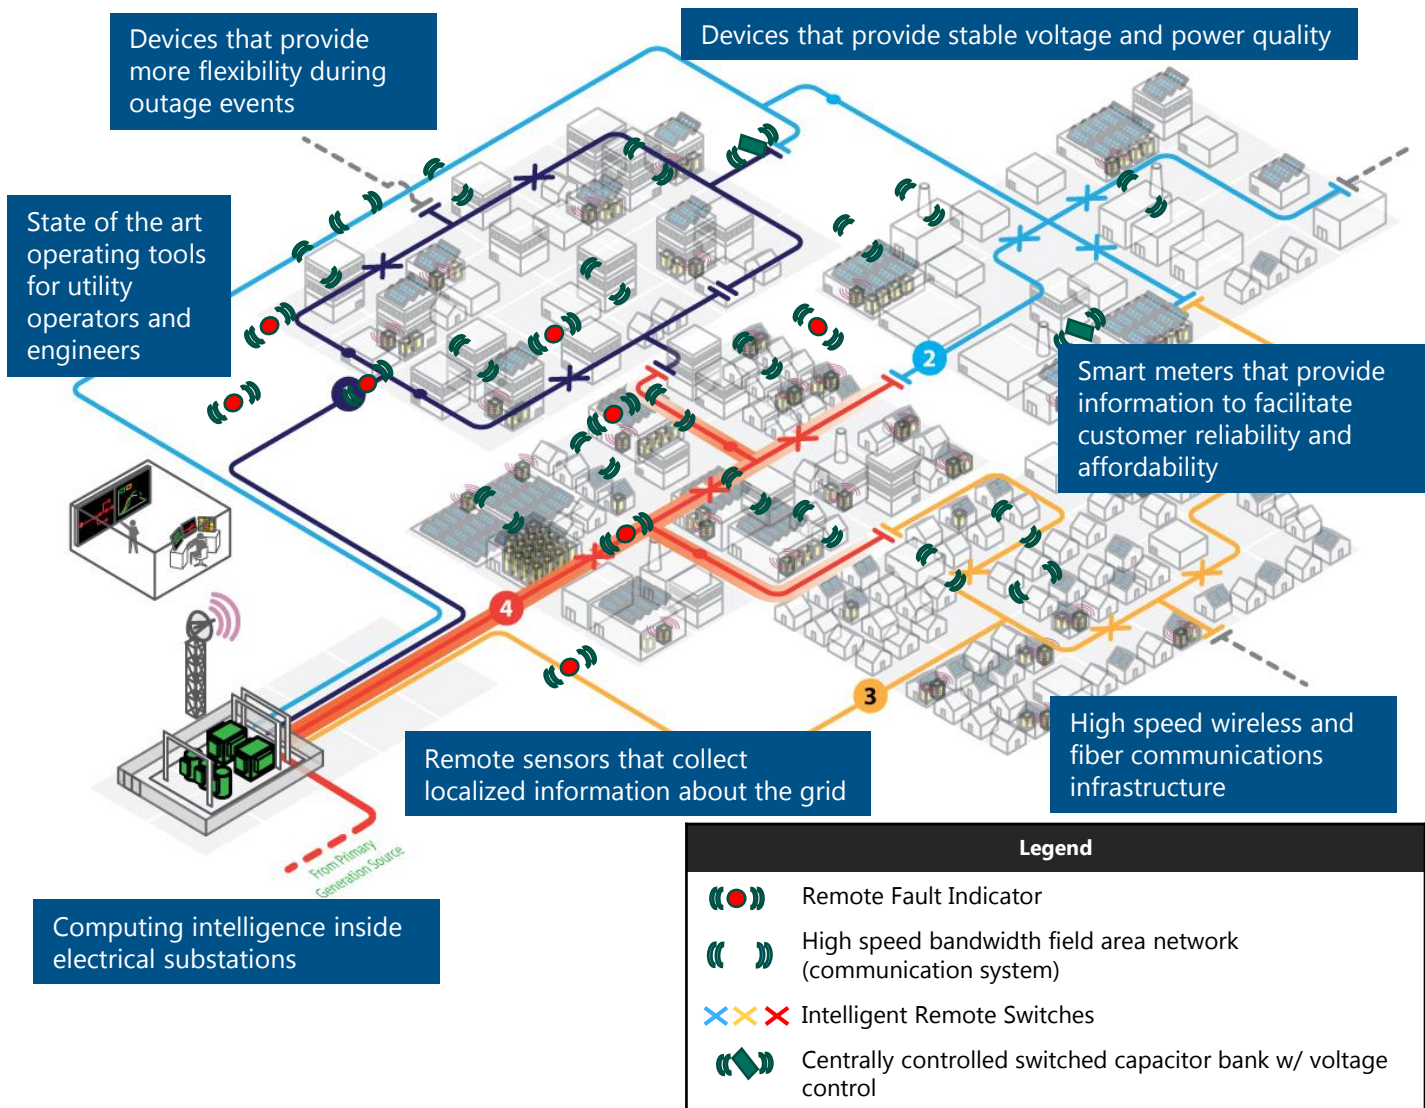 Devices that provide
more flexibility during
outage events
Devices that provide stable voltage and power quality
State of the art
operating tools
for utility
operators and
engineers
2
Smart meters that provide
information to facilitate
customer reliability and
affordability
4
3
High speed wireless and
fiber communications
infrastructure
Remote sensors that collect
localized information about the grid
From Primary
Generation Source
Computing intelligence inside
electrical substations
Legend
Remote Fault Indicator
High speed bandwidth field area network
(communication system)
Intelligent Remote Switches
Centrally controlled switched capacitor bank w/ voltage
control